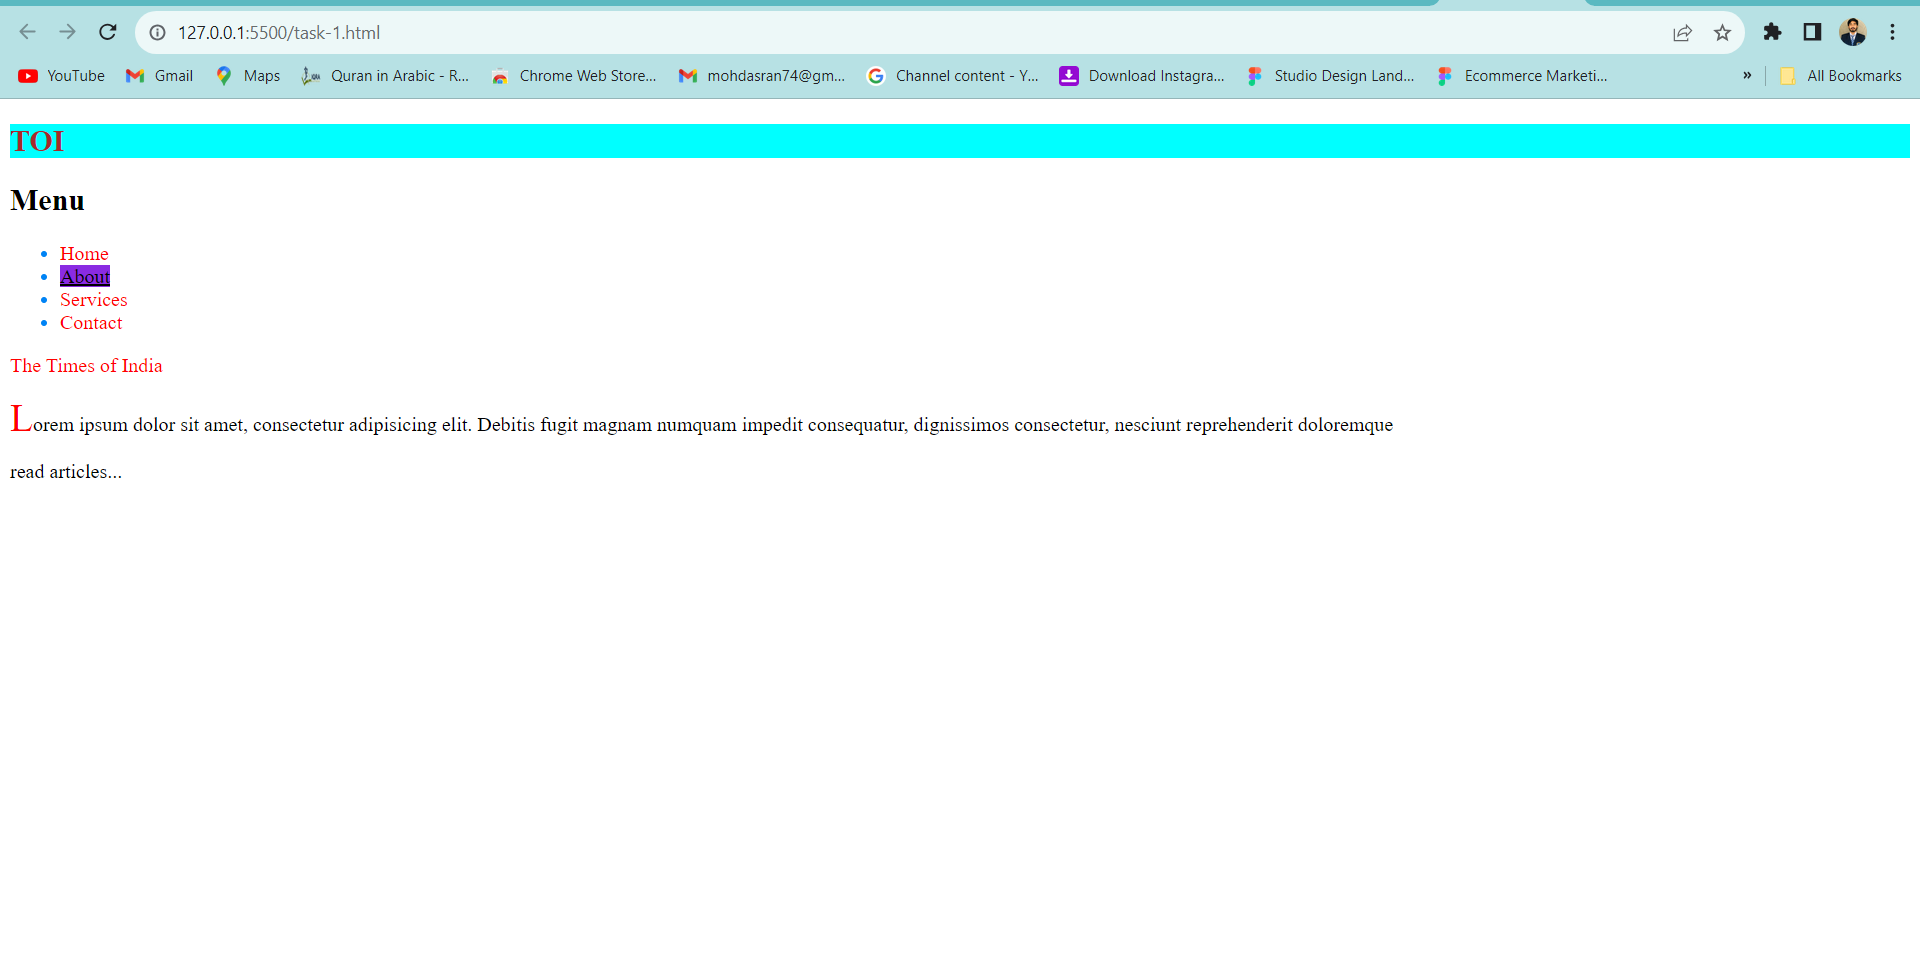 127.0.0.1:5500/task-1.html
YouTube Gmail Maps Quran in Arabic - R... Chrome Web Store... mohdasran74@gm... Channel content - Y... Download Instagra... Studio Design Land... Ecommerce Marketi... » All Bookmarks
TOI
Menu
Home
About
Services
Contact
The Times of India
Lorem ipsum dolor sit amet, consectetur adipisicing elit. Debitis fugit magnam numquam impedit consequatur, dignissimos consectetur, nesciunt reprehenderit doloremque
read articles...